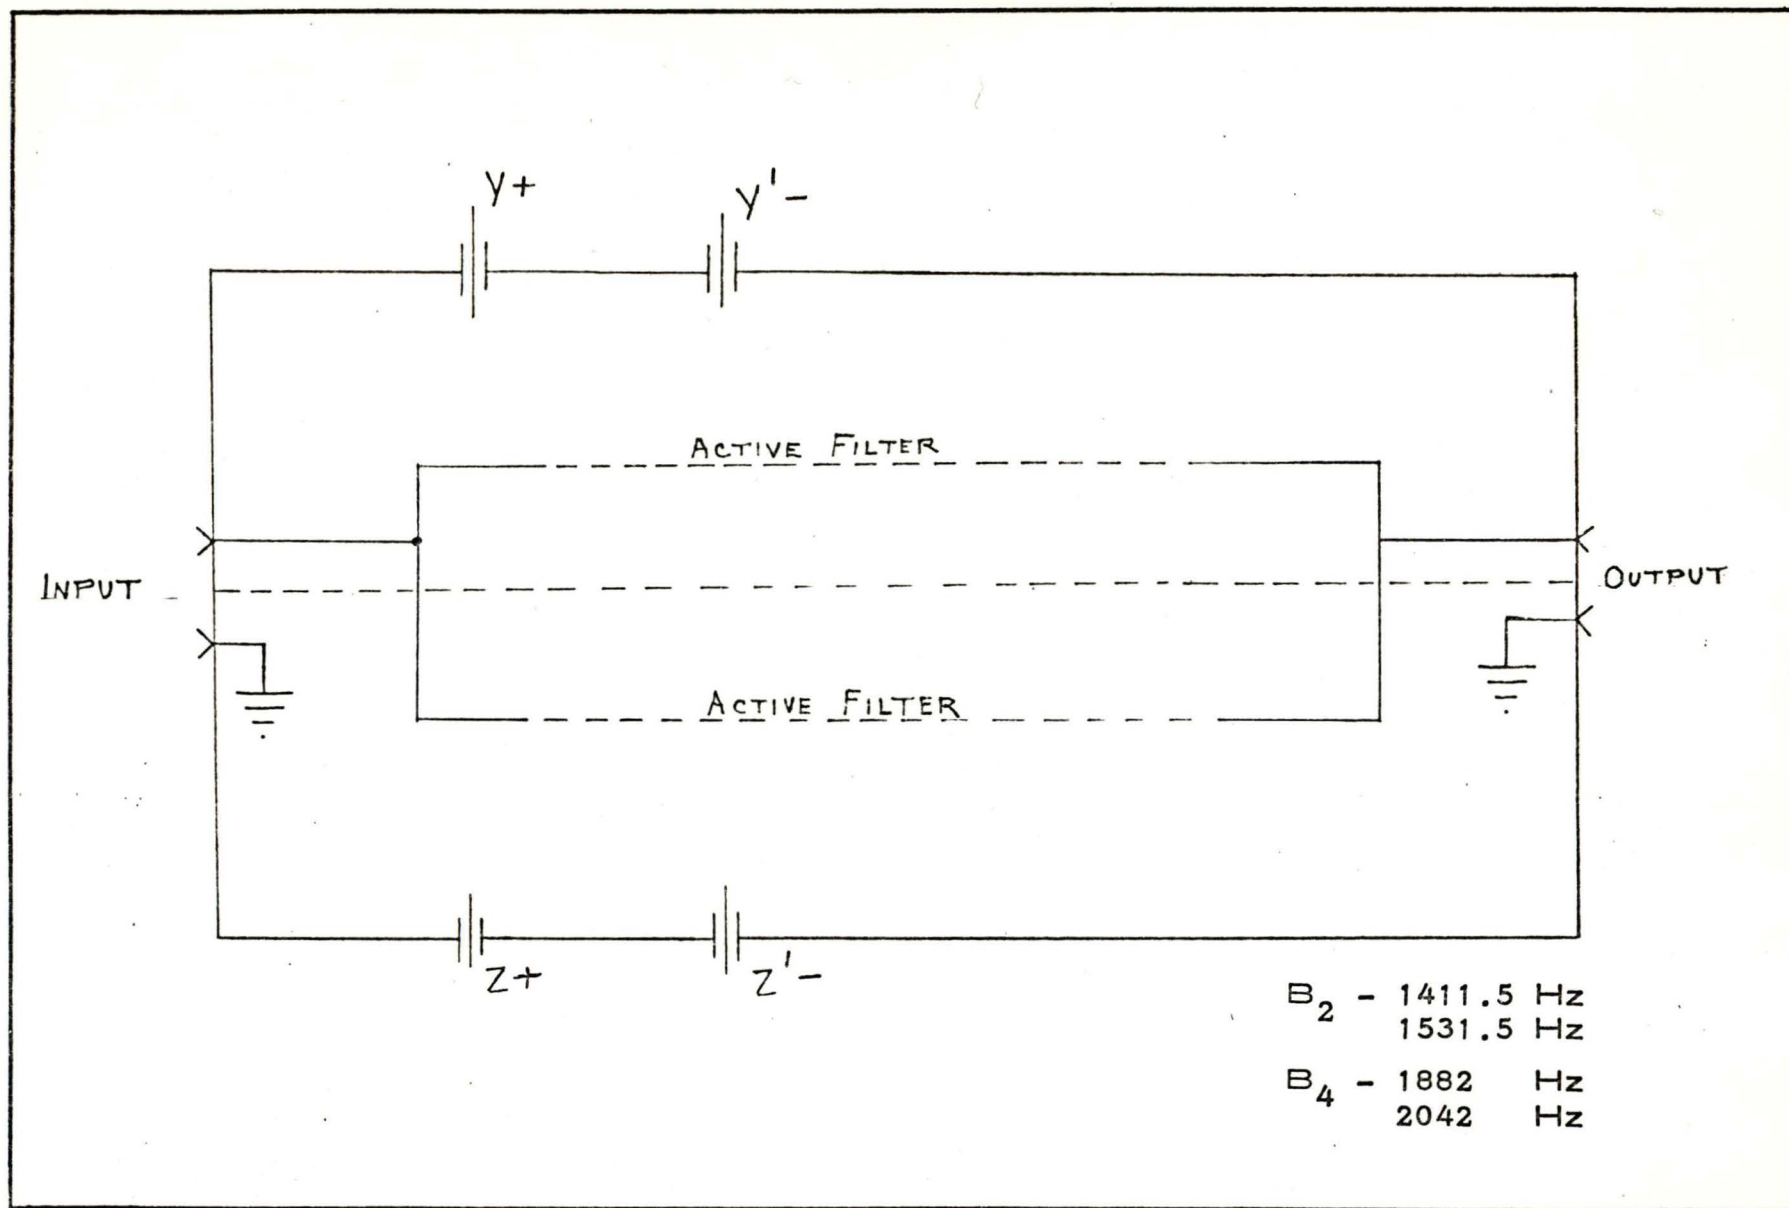 Y+
Y'-
ACTIVE FILTER
INPUT
OUTPUT
ACTIVE FILTER
Z+
Z'-
B2 - 1411.5 Hz
1531.5 Hz
B4 - 1882 Hz
2042 Hz